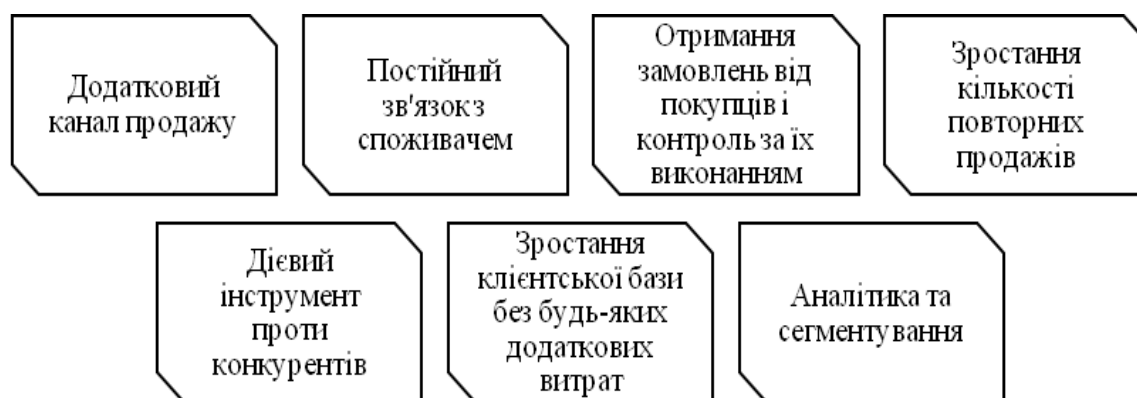 Додатковий
канал продажу
Постійний
зв'язок з
споживачем
Отримання
замовлень від
покупців і
контроль за їх
виконанням
Зростання
кількості
повторних
продажів
Дієвий
інструмент
проти
конкурентів
Зростання
клієнтської бази
без будь-яких
додаткових
витрат
Аналітика та
сегментування